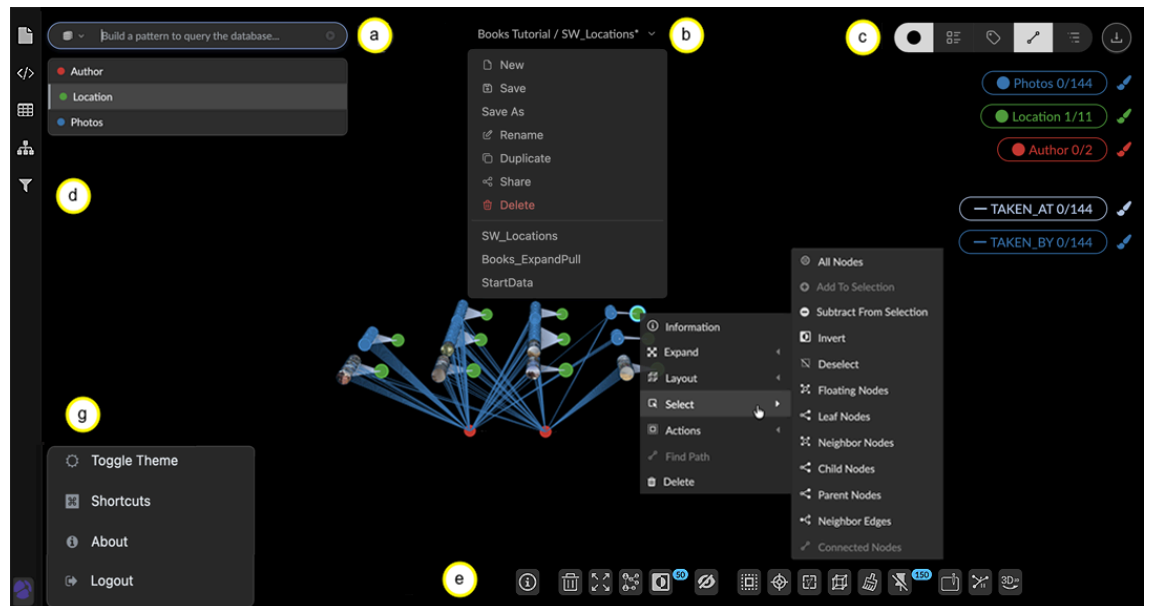 Build a pattern to query the database...
a
Books Tutorial / SW_Locations*
b
c
Author
Location
Photos
New
Save
Save As
Rename
Duplicate
Share
Delete
SW_Locations
Books_ExpandPull
StartData
Photos 0/144
Location 1/11
Author 0/2
TAKEN_AT 0/144
TAKEN_BY 0/144
d
Information
Expand
Layout
Select
Actions
Find Path
Delete
All Nodes
Add To Selection
Subtract From Selection
Invert
Deselect
Floating Nodes
Leaf Nodes
Neighbor Nodes
Child Nodes
Parent Nodes
Neighbor Edges
Connected Nodes
g
Toggle Theme
Shortcuts
About
Logout
e
50
150
3D